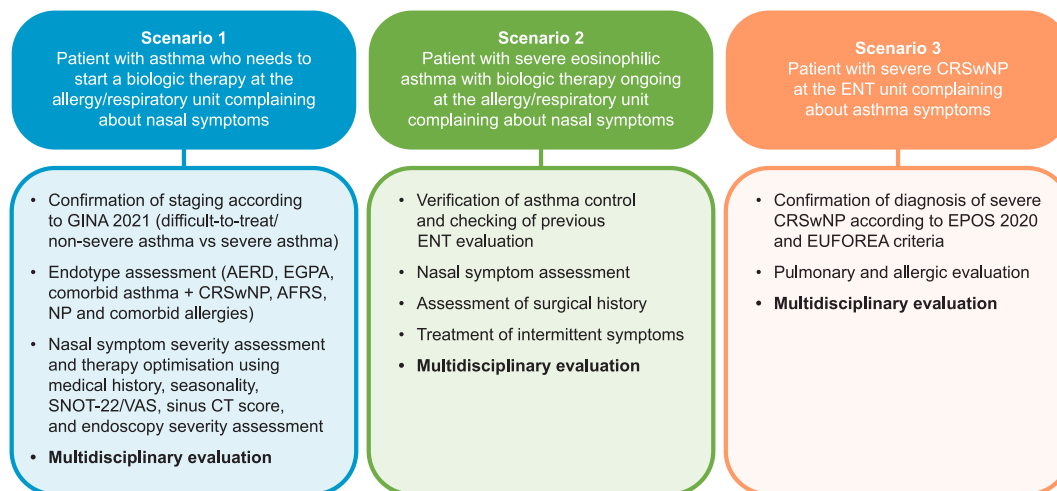 Scenario 1
Patient with asthma who needs to
start a biologic therapy at the
allergy/respiratory unit complaining
about nasal symptoms
• Confirmation of staging according
to GINA 2021 (difficult-to-treat/
non-severe asthma vs severe asthma)
• Endotype assessment (AERD, EGPA,
comorbid asthma + CRSwNP, AFRS,
NP and comorbid allergies)
• Nasal symptom severity assessment
and therapy optimisation using
medical history, seasonality,
SNOT-22/VAS, sinus CT score,
and endoscopy severity assessment
• Multidisciplinary evaluation
Scenario 2
Patient with severe eosinophilic
asthma with biologic therapy ongoing
at the allergy/respiratory unit
complaining about nasal symptoms
• Verification of asthma control
and checking of previous
ENT evaluation
• Nasal symptom assessment
• Assessment of surgical history
• Treatment of intermittent symptoms
• Multidisciplinary evaluation
Scenario 3
Patient with severe CRSwNP
at the ENT unit complaining
about asthma symptoms
• Confirmation of diagnosis of severe
CRSwNP according to EPOS 2020
and EUFOREA criteria
• Pulmonary and allergic evaluation
• Multidisciplinary evaluation